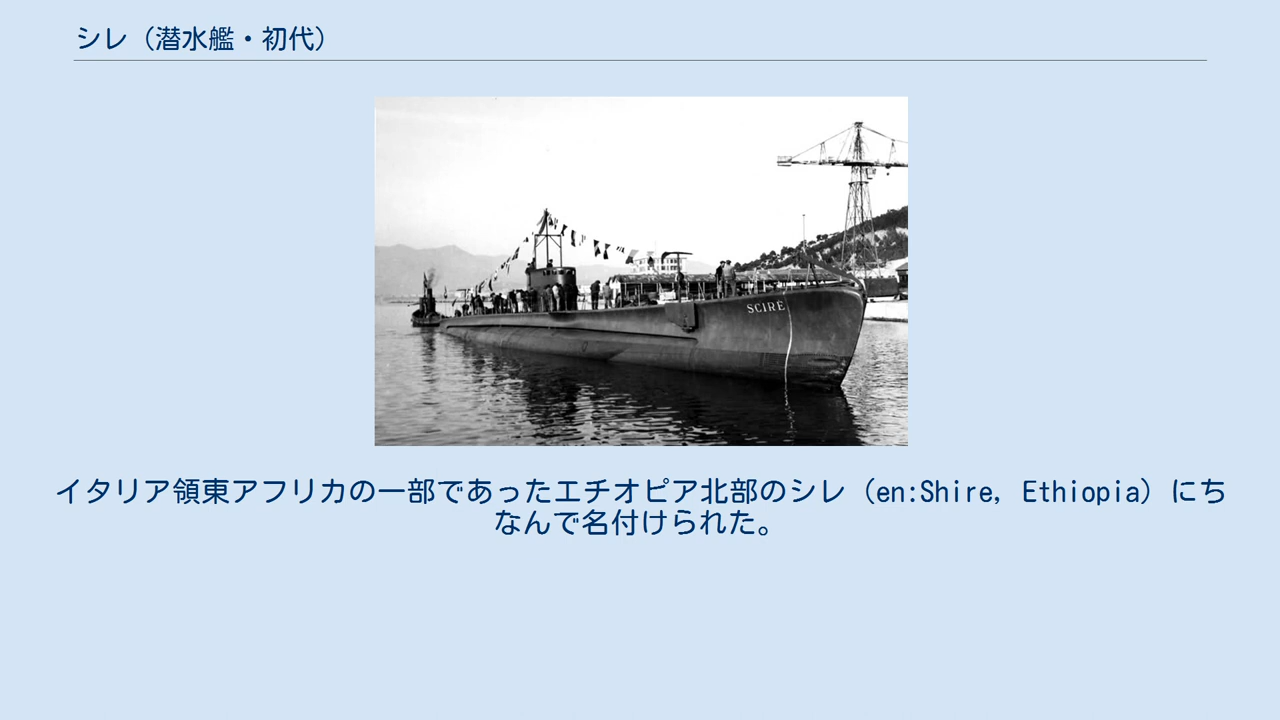 シレ（潜水艦・初代）
SCIRÈ
イタリア領東アフリカの一部であったエチオピア北部のシレ（en:Shire, Ethiopia）にち
なんで名付けられた。